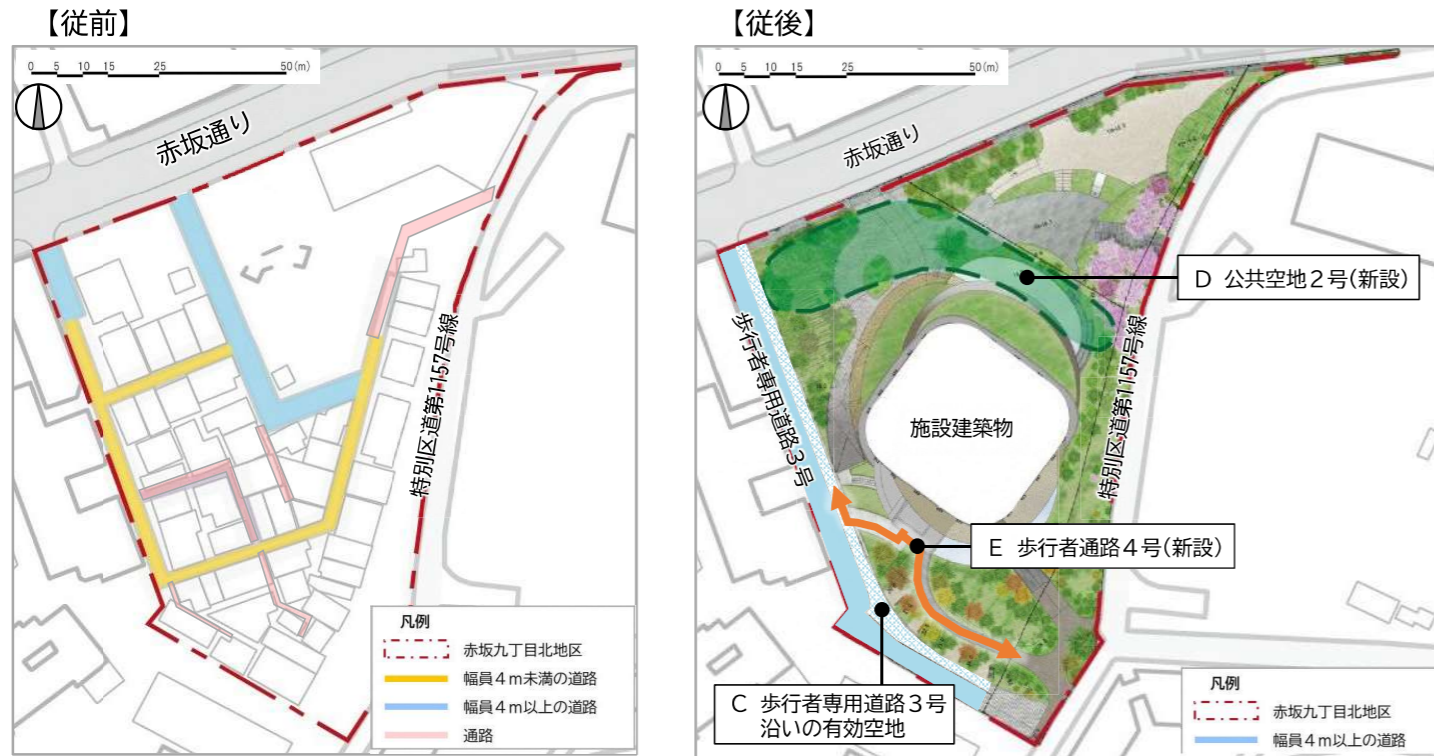 【従前】
0 5 10 15 25 50(m)
赤坂通り
特別区道第1157号線
凡例
赤坂九丁目北地区
幅員4m未満の道路
幅員4m以上の道路
通路
【従後】
0 5 10 15 25 50(m)
赤坂通り
D 公共空地2号(新設)
歩行者専用道路3号
特別区道第1157号線
施設建築物
E 歩行者通路4号(新設)
C 歩行者専用道路3号
沿いの有効空地
凡例
赤坂九丁目北地区
幅員4m以上の道路